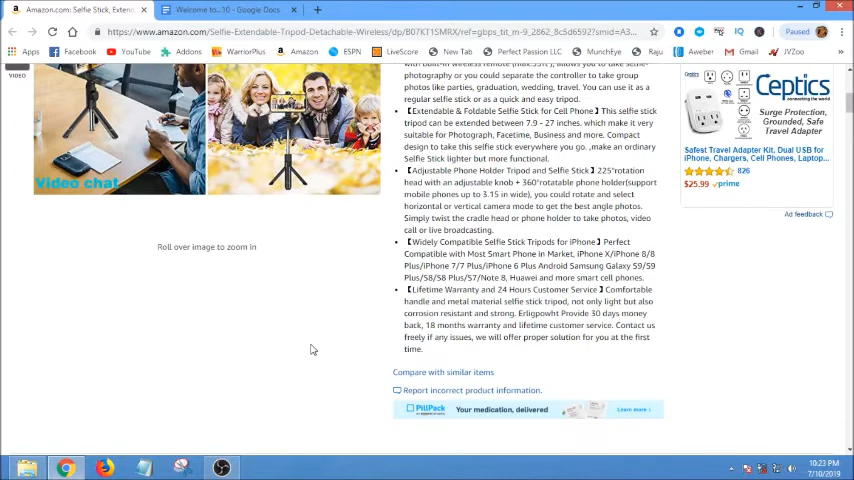 Amazon.com: Selfie Stick, Exten
Welcome to...10 - Google Docs
https://www.amazon.com/Selfie-Extendable-Tripod-Detachable-Wireless/dp/B07KT1SMRX/ref=gbps_tit_m-9_2862_8c5d6592?smid=A3...
Paused
Apps
Facebook
YouTube
Addons
WarriorPlus
Amazon
ESPN
LiveScore
New Tab
Perfect Passion LLC
MunchEye
Raju
Aweber
Gmail
JVZoo
VIDEO
Video chat
Roll over image to zoom in
with built-in wireless remote (max.33ft ), allows you to take selfie-
photography or you could separate the controller to take group
photos like parties, graduation, wedding, travel. You can use it as a
regular selfie stick or as a quick and easy tripod.
• 【Extendable & Foldable Selfie Stick for Cell Phone】This selfie stick
tripod can be extended between 7.9 - 27 inches. which make it very
suitable for Photograph, Facetime, Business and more. Compact
design to take this selfie stick everywhere you go. ,make an ordinary
Selfie Stick lighter but more functional.
• 【Adjustable Phone Holder Tripod and Selfie Stick】225°rotation
head with an adjustable knob + 360°rotatable phone holder(support
mobile phones up to 3.15 in wide), you could rotate and select
horizontal or vertical camera mode to get the best angle photos.
Simply twist the cradle head or phone holder to take photos, video
call or live broadcasting.
• 【Widely Compatible Selfie Stick Tripods for iPhone】Perfect
Compatible with Most Smart Phone in Market, iPhone X/iPhone 8/8
Plus/iPhone 7/7 Plus/iPhone 6 Plus Android Samsung Galaxy S9/S9
Plus/S8/S8 Plus/S7/Note 8, Huawei and more smart cell phones.
• 【Lifetime Warranty and 24 Hours Customer Service】Comfortable
handle and metal material selfie stick tripod, not only light but also
corrosion resistant and strong. Erligpowht Provide 30 days money
back, 18 months warranty and lifetime customer service. Contact us
freely if any issues, we will offer proper solution for you at the first
time.
Compare with similar items
Report incorrect product information.
PillPack
Your medication, delivered
Learn more ›
Ceptics
connecting the world
Surge Protection,
Grounded, Safe
Travel Adapter
Safest Travel Adapter Kit, Dual USB for
iPhone, Chargers, Cell Phones, Laptop...
826
$25.99 prime
Ad feedback
10:23 PM
7/10/2019